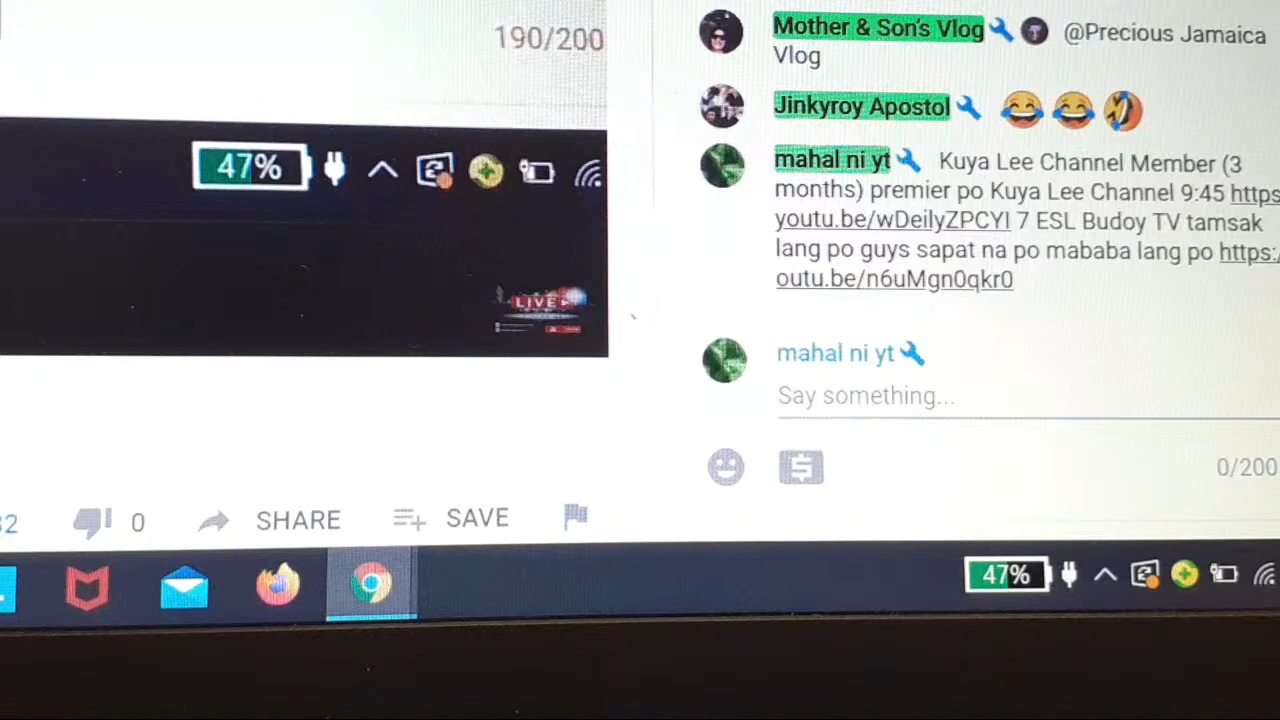 190/200
Mother & Son's Vlog @Precious Jamaica
Vlog
Jinkyroy Apostol
47%
mahal ni yt Kuya Lee Channel Member (3
months) premier po Kuya Lee Channel 9:45 https
youtu.be/wDeilyZPCYI 7 ESL Budoy TV tamsak
lang po guys sapat na po mababa lang po https:/
outu.be/n6uMgn0qkr0
LIVE
mahal ni yt
Say something...
0/200
32
0
SHARE
SAVE
47%